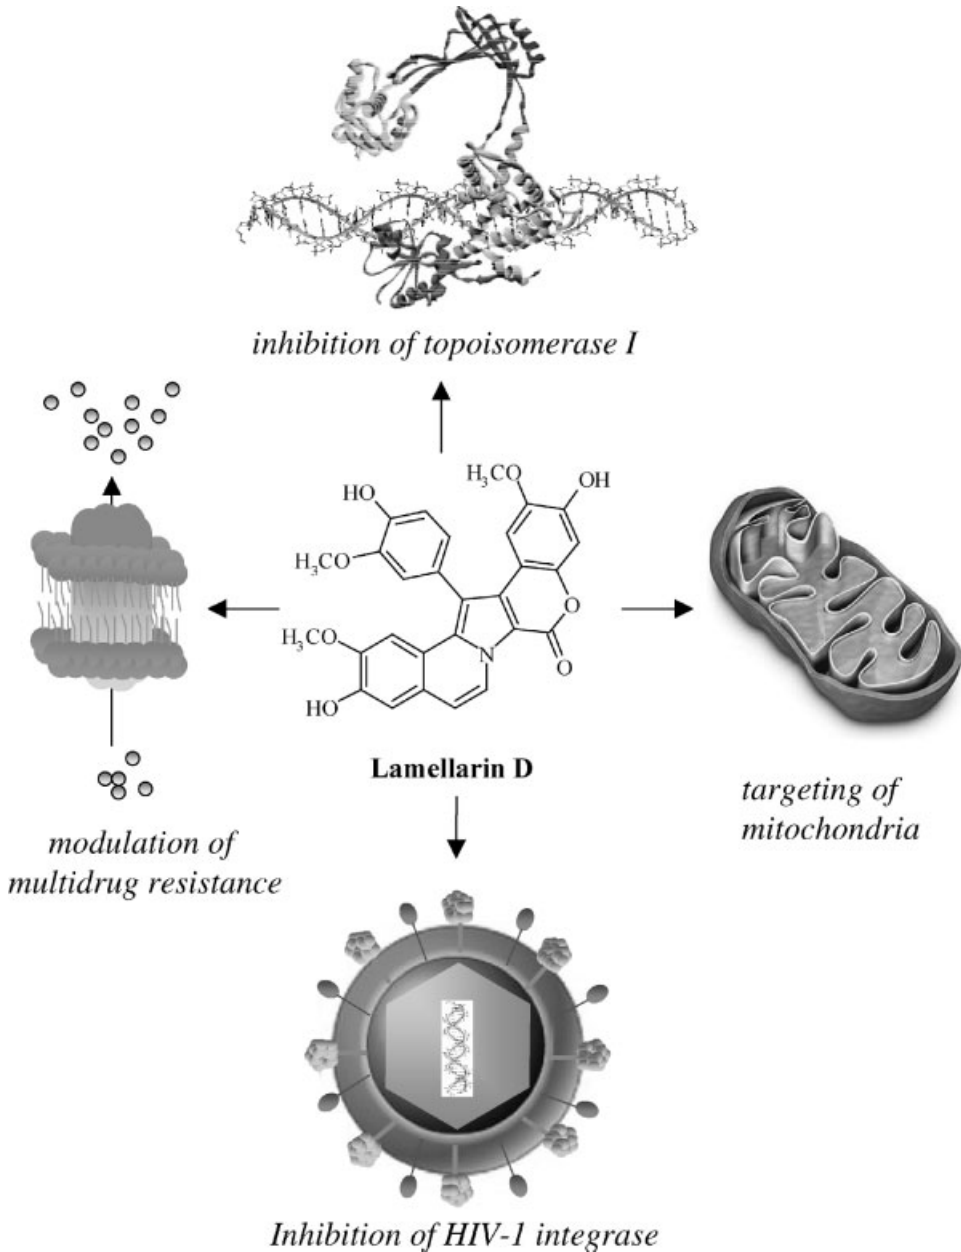 inhibition of topoisomerase I
H3CO
OH
HO
H3CO
O
H3CO
N
O
HO
Lamellarin D
targeting of
mitochondria
modulation of
multidrug resistance
Inhibition of HIV-1 integrase